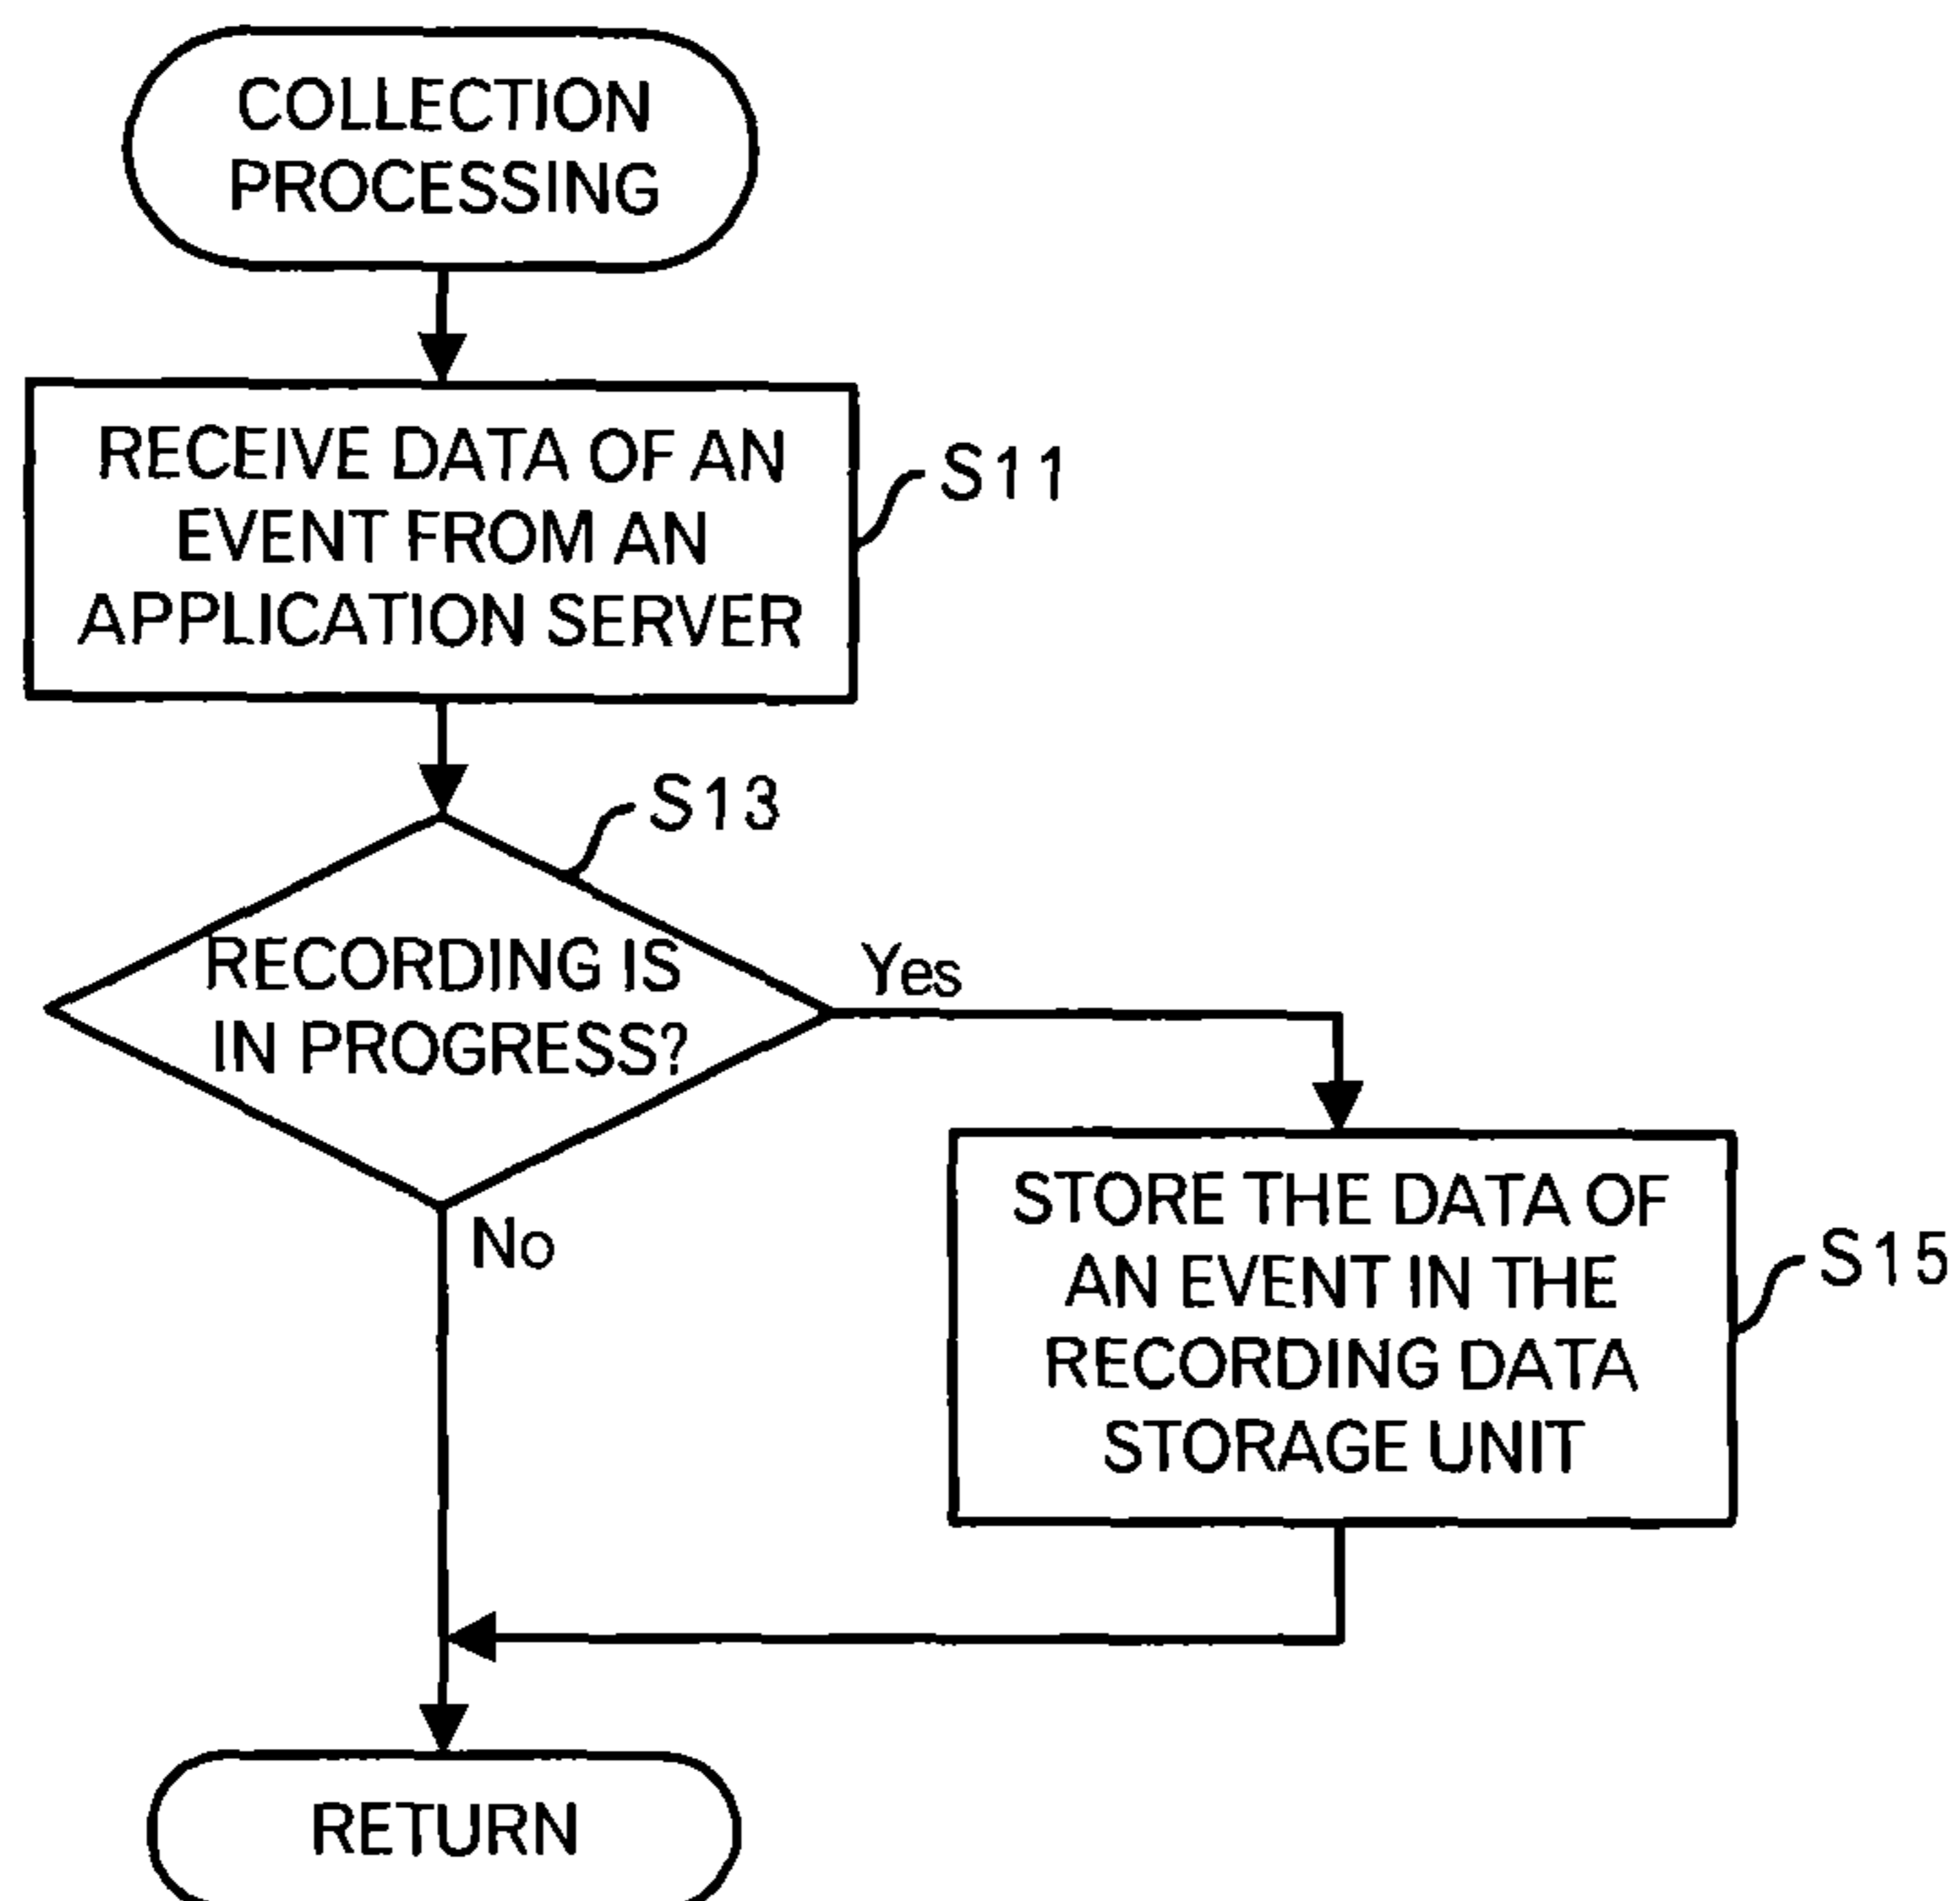 COLLECTION
PROCESSING
RECEIVE DATA OF AN
EVENT FROM AN
APPLICATION SERVER
S11
S13
RECORDING IS
IN PROGRESS?
Yes
No
STORE THE DATA OF
AN EVENT IN THE
RECORDING DATA
STORAGE UNIT
S15
RETURN